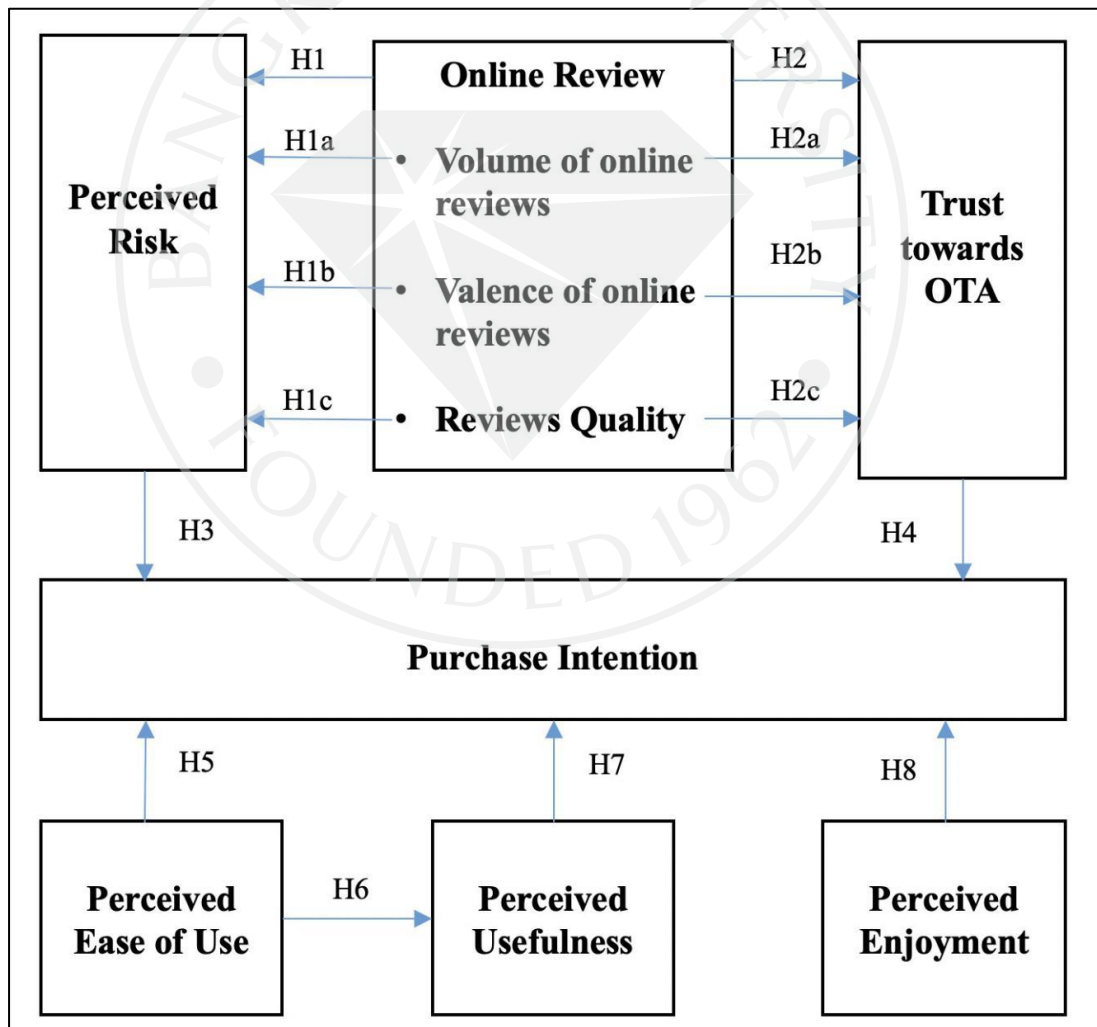 H1
Online Review
H2
H1a
• Volume of online
reviews
H2a
Perceived
Risk
Trust
towards
OTA
H1b
• Valence of online
reviews
H2b
H1c
• Reviews Quality
H2c
H3
H4
Purchase Intention
H5
H7
H8
Perceived
Ease of Use
H6
Perceived
Usefulness
Perceived
Enjoyment
FOUNDED 1962